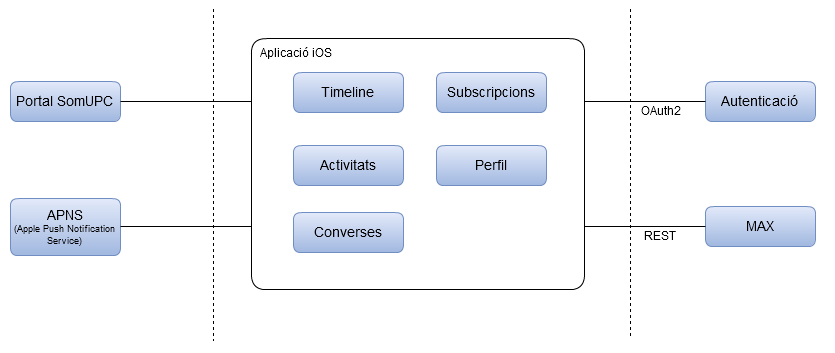 Aplicació iOS
Timeline
Subscripcions
Portal SomUPC
Autenticació
OAuth2
Activitats
Perfil
APNS
(Apple Push Notification
Service)
Converses
MAX
REST